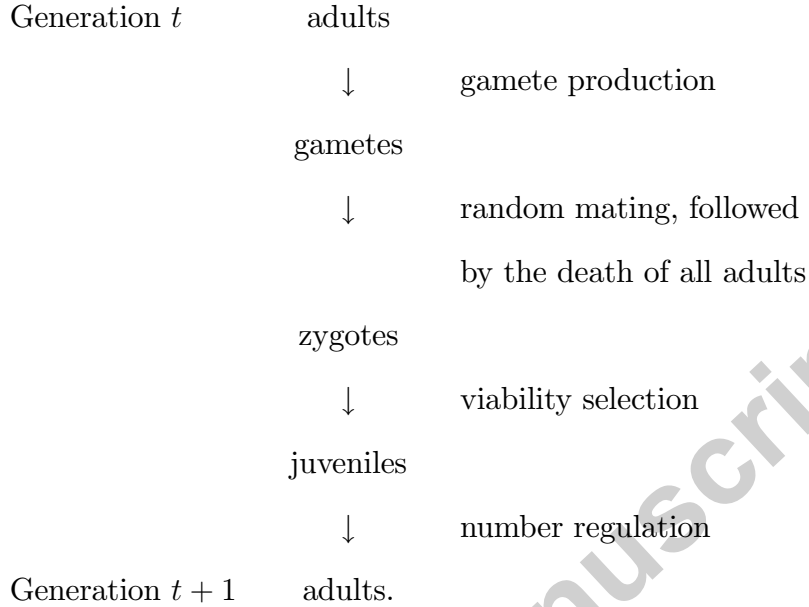 Generation t adults
↓ gamete production
gametes
↓ random mating, followed
by the death of all adults
zygotes
↓ viability selection
juveniles
↓ number regulation
Generation t + 1 adults.